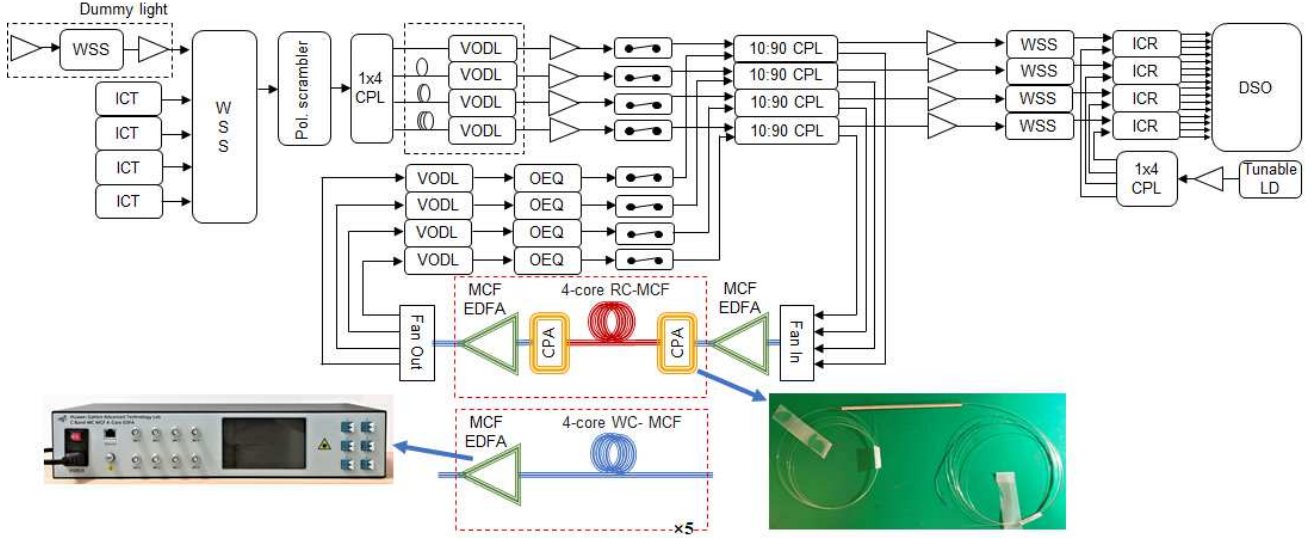 Dummy light
WSS
ICT
ICT
ICT
ICT
W
S
S
Pol. scrambler
1x4
CPL
VODL
VODL
VODL
VODL
10:90 CPL
10:90 CPL
10:90 CPL
10:90 CPL
WSS
WSS
WSS
WSS
ICR
ICR
ICR
ICR
DSO
1x4
CPL
Tunable
LD
VODL
OEQ
VODL
OEQ
VODL
OEQ
VODL
OEQ
Fan Out
MCF
EDFA
CPA
4-core RC-MCF
CPA
MCF
EDFA
Fan In
MCF
EDFA
4-core WC- MCF
×5